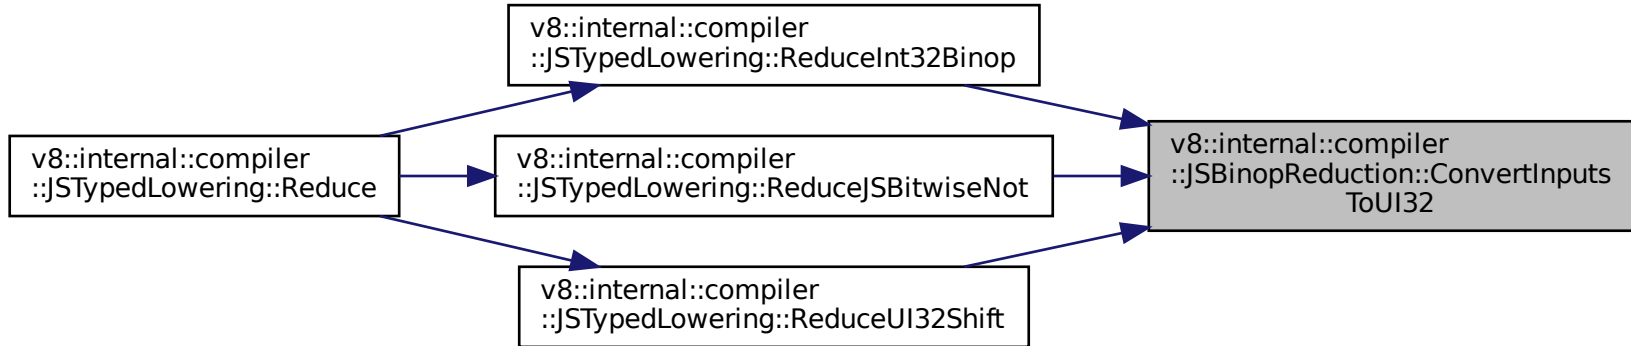 v8::internal::compiler
::JSTypedLowering::ReduceInt32Binop
v8::internal::compiler
::JSTypedLowering::Reduce
v8::internal::compiler
::JSTypedLowering::ReduceJSBitwiseNot
v8::internal::compiler
::JSBinopReduction::ConvertInputs
ToUI32
v8::internal::compiler
::JSTypedLowering::ReduceUI32Shift